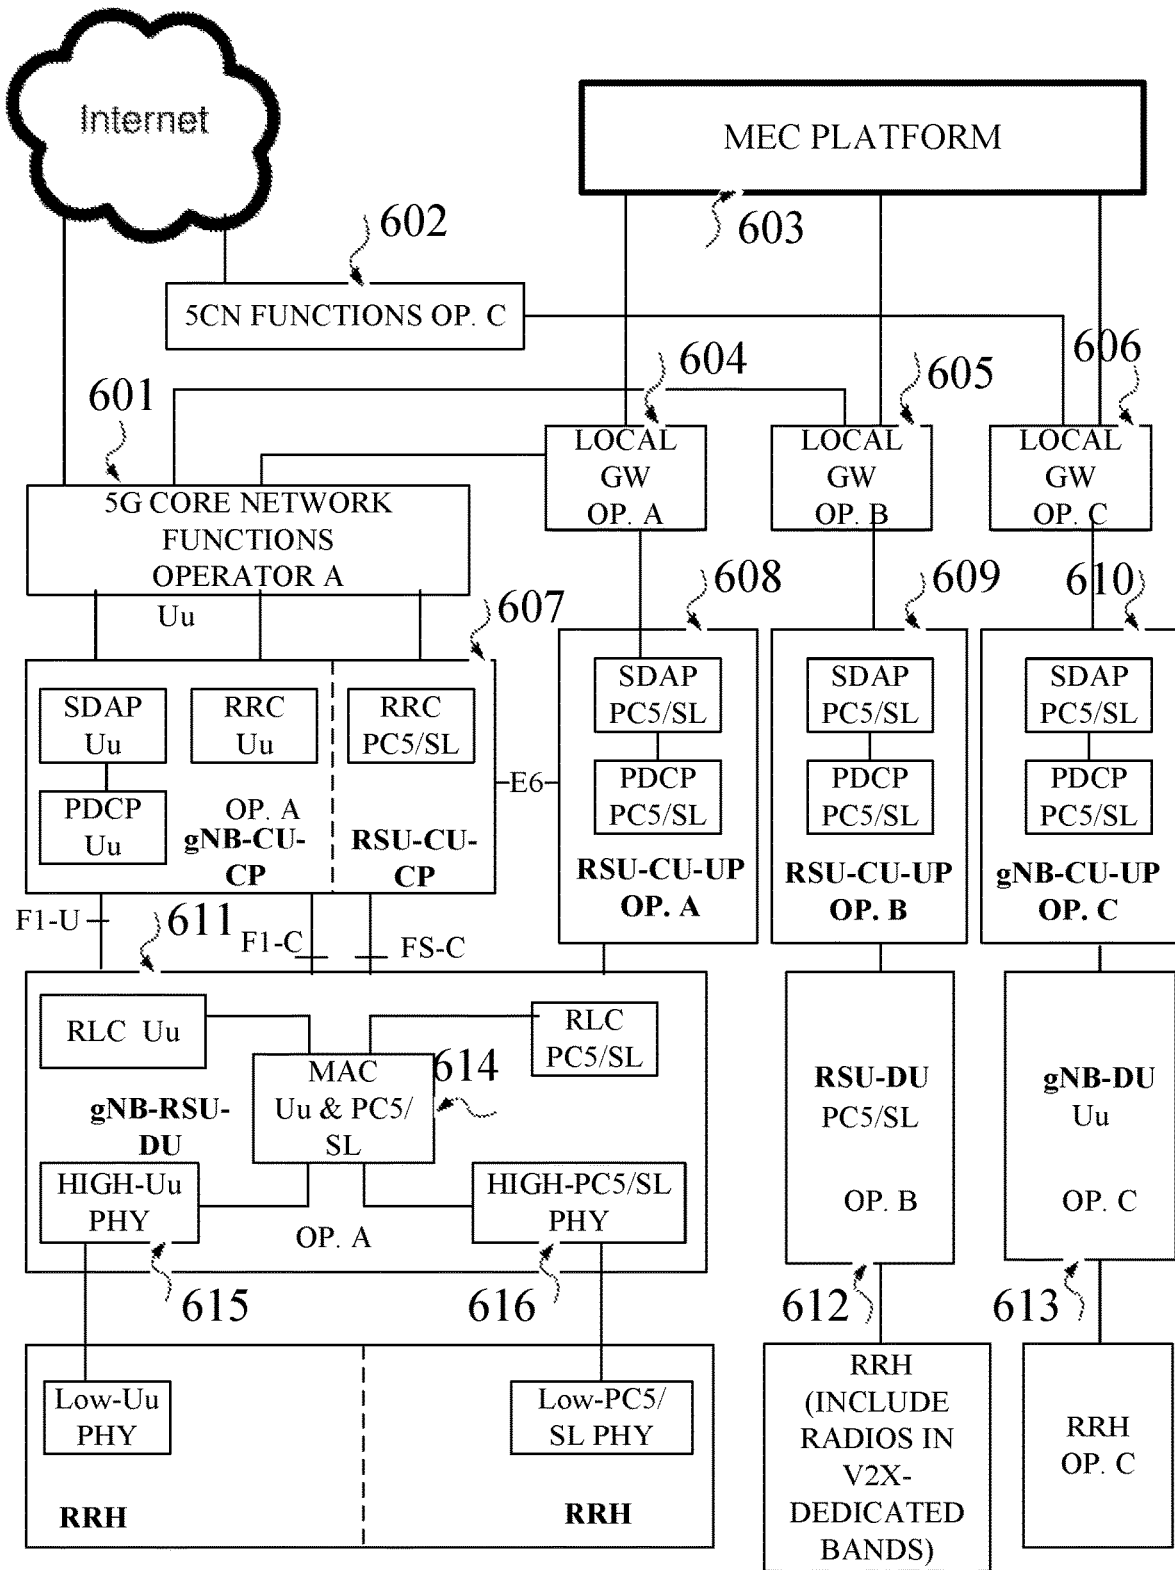 Internet
MEC PLATFORM
602
603
5CN FUNCTIONS OP. C
604
605
606
601
LOCAL
GW
OP. A
LOCAL
GW
OP. B
LOCAL
GW
OP. C
5G CORE NETWORK
FUNCTIONS
OPERATOR A
Uu
607
608
609
610
SDAP
Uu
RRC
Uu
RRC
PC5/SL
PDCP
Uu
OP. A
gNB-CU-
CP
RSU-CU-
CP
E6
SDAP
PC5/SL
PDCP
PC5/SL
RSU-CU-UP
OP. A
SDAP
PC5/SL
PDCP
PC5/SL
RSU-CU-UP
OP. B
SDAP
PC5/SL
PDCP
PC5/SL
gNB-CU-UP
OP. C
F1-U
611
F1-C
FS-C
RLC Uu
RLC
PC5/SL
MAC
Uu & PC5/
SL
614
gNB-RSU-
DU
HIGH-Uu
PHY
HIGH-PC5/SL
PHY
OP. A
615
616
RSU-DU
PC5/SL
OP. B
gNB-DU
Uu
OP. C
612
613
Low-Uu
PHY
Low-PC5/
SL PHY
RRH
RRH
RRH
(INCLUDE
RADIOS IN
V2X-
DEDICATED
BANDS)
RRH
OP. C